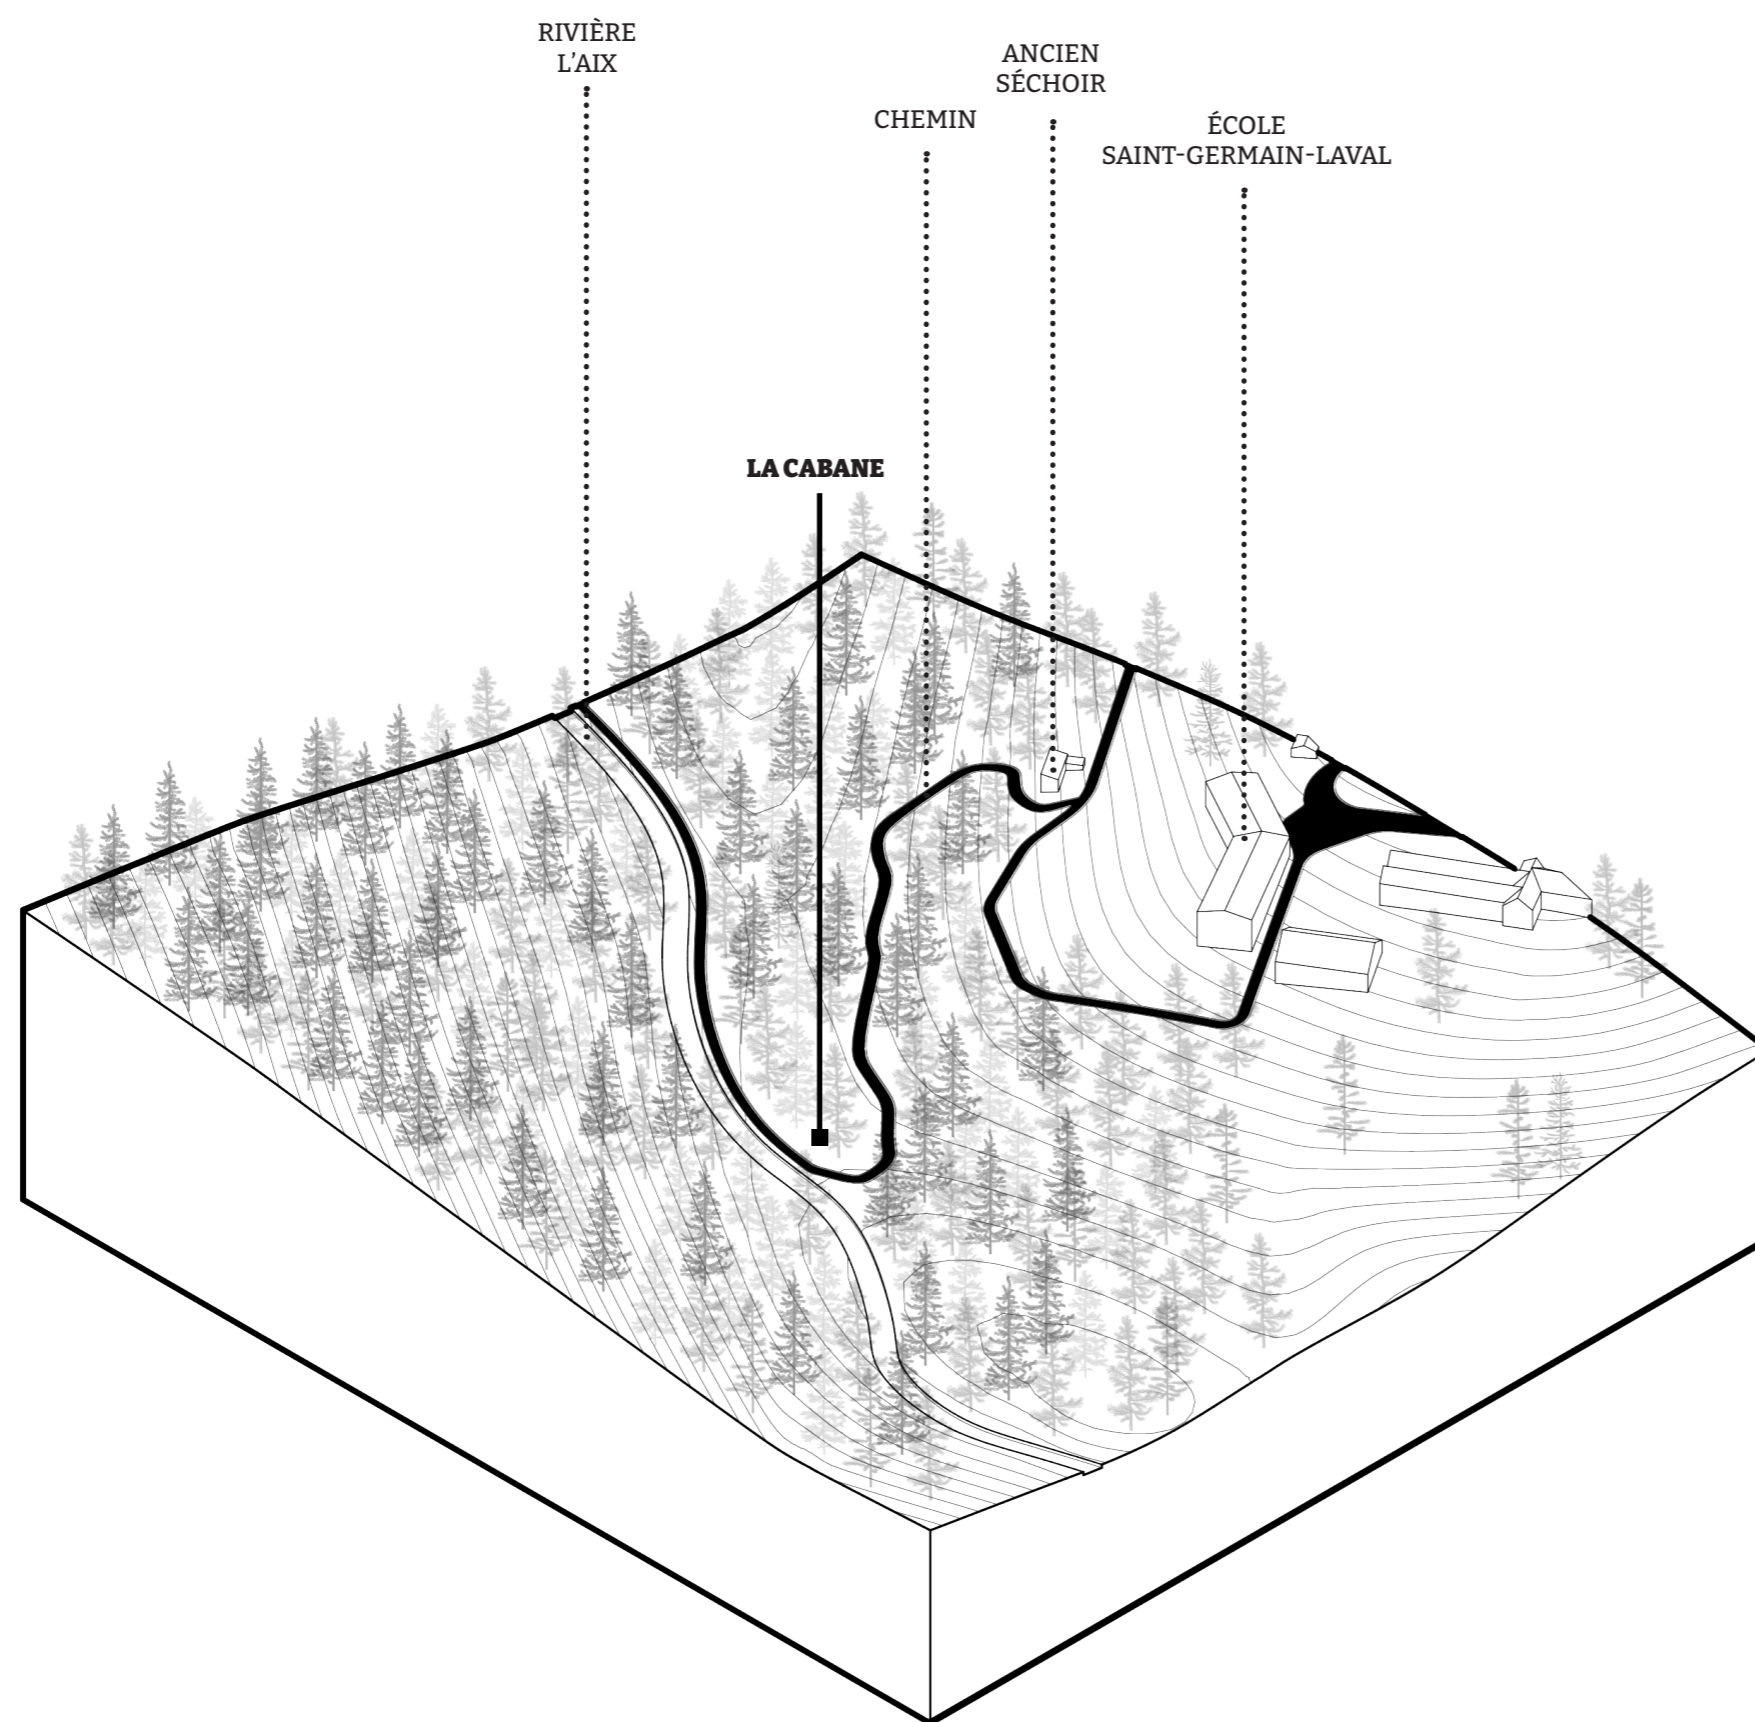 RIVIÈRE
L’AIX
ANCIEN
SÉCHOIR
CHEMIN
ÉCOLE
SAINT-GERMAIN-LAVAL
LA CABANE